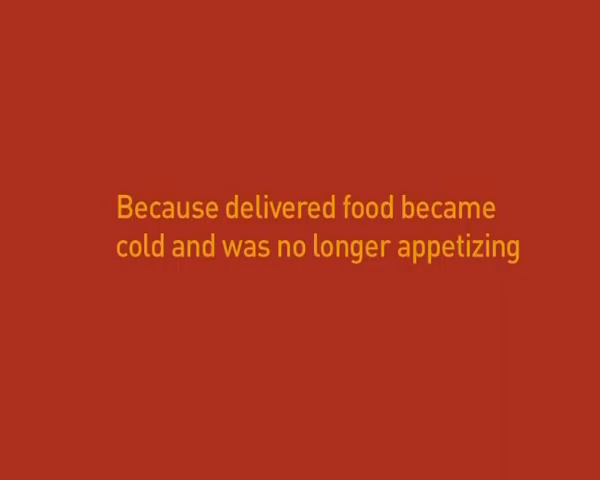 Because delivered food became
cold and was no longer appetizing